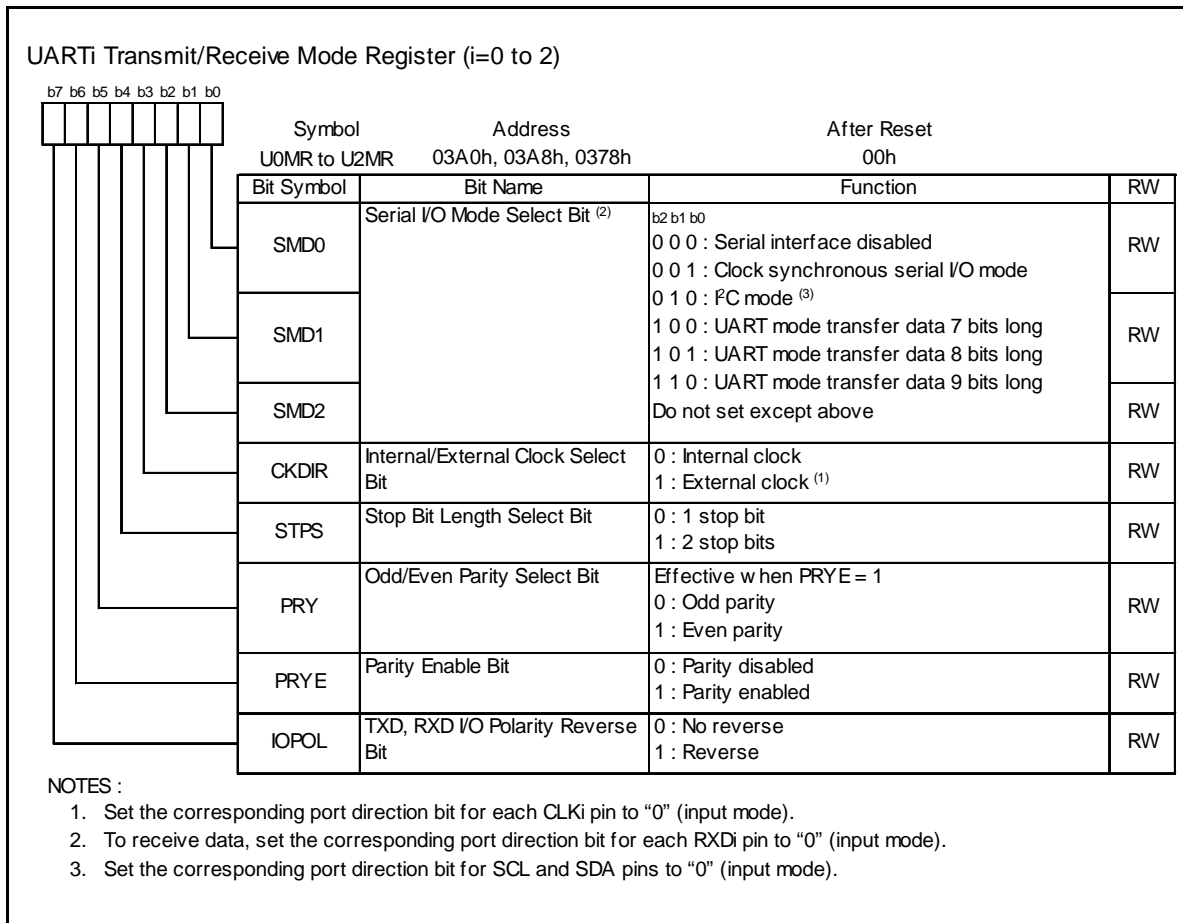 UARTi Transmit/Receive Mode Register (i=0 to 2)
b7 b6 b5 b4 b3 b2 b1 b0
Symbol Address After Reset
U0MR to U2MR 03A0h, 03A8h, 0378h 00h
Bit Symbol Bit Name Function RW
SMD0 Serial I/O Mode Select Bit (2) b2 b1 b0
0 0 0 : Serial interface disabled RW
0 0 1 : Clock synchronous serial I/O mode
0 1 0 : I²C mode (3)
SMD1 1 0 0 : UART mode transfer data 7 bits long RW
1 0 1 : UART mode transfer data 8 bits long
1 1 0 : UART mode transfer data 9 bits long
SMD2 Do not set except above RW
CKDIR Internal/External Clock Select 0 : Internal clock RW
Bit 1 : External clock (1)
STPS Stop Bit Length Select Bit 0 : 1 stop bit RW
1 : 2 stop bits
PRY Odd/Even Parity Select Bit Effective when PRYE = 1
0 : Odd parity RW
1 : Even parity
PRYE Parity Enable Bit 0 : Parity disabled RW
1 : Parity enabled
IOPOL TXD, RXD I/O Polarity Reverse 0 : No reverse RW
Bit 1 : Reverse
NOTES :
1. Set the corresponding port direction bit for each CLKi pin to “0” (input mode).
2. To receive data, set the corresponding port direction bit for each RXDi pin to “0” (input mode).
3. Set the corresponding port direction bit for SCL and SDA pins to “0” (input mode).